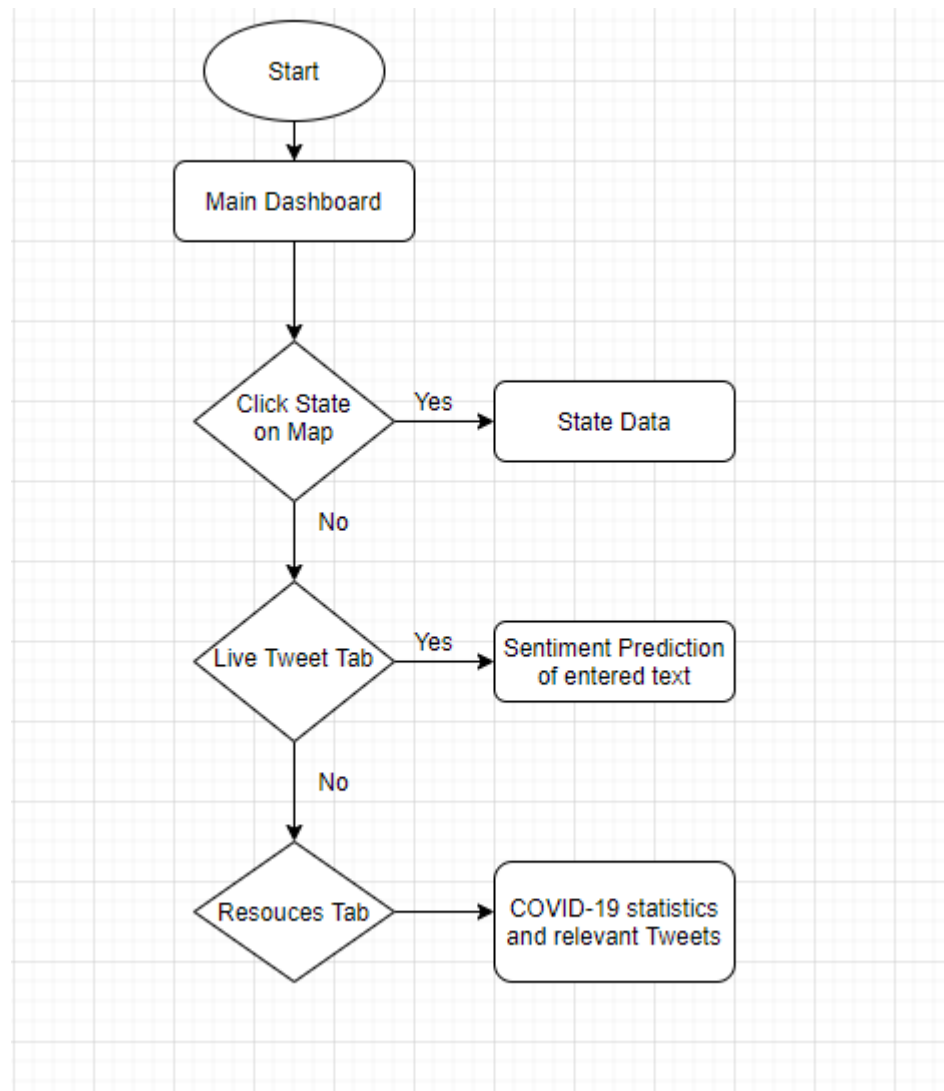 Start
Main Dashboard
Click State
on Map
Yes
State Data
No
Live Tweet Tab
Yes
Sentiment Prediction
of entered text
No
Resouces Tab
COVID-19 statistics
and relevant Tweets